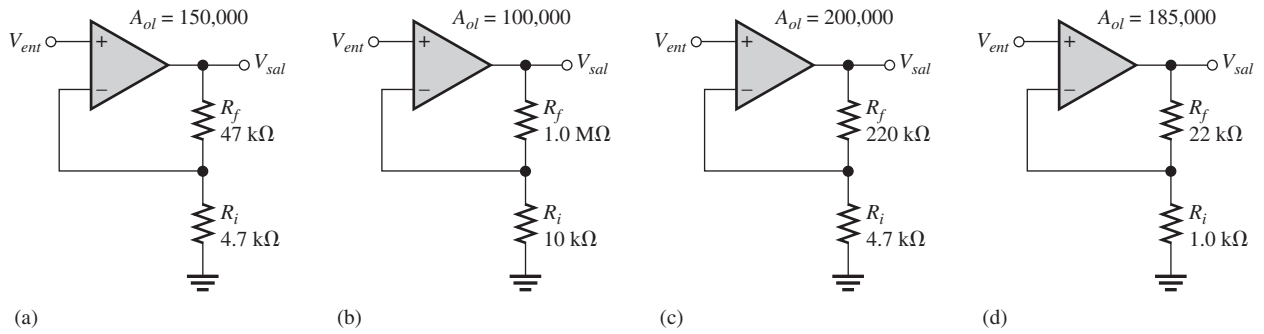 A_ol = 150,000
V_ent
+
−
V_sal
R_f
47 kΩ
R_i
4.7 kΩ
(a)
A_ol = 100,000
V_ent
+
−
V_sal
R_f
1.0 MΩ
R_i
10 kΩ
(b)
A_ol = 200,000
V_ent
+
−
V_sal
R_f
220 kΩ
R_i
4.7 kΩ
(c)
A_ol = 185,000
V_ent
+
−
V_sal
R_f
22 kΩ
R_i
1.0 kΩ
(d)